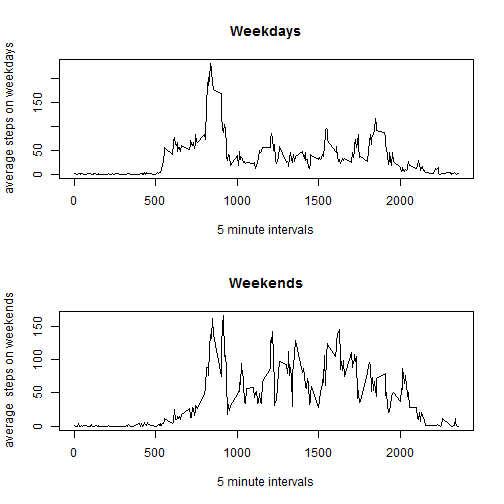 Weekdays
average steps on weekdays
150
50
0
0
500
1000
1500
2000
5 minute intervals
Weekends
average  steps on weekends
150
100
50
0
0
500
1000
1500
2000
5 minute intervals